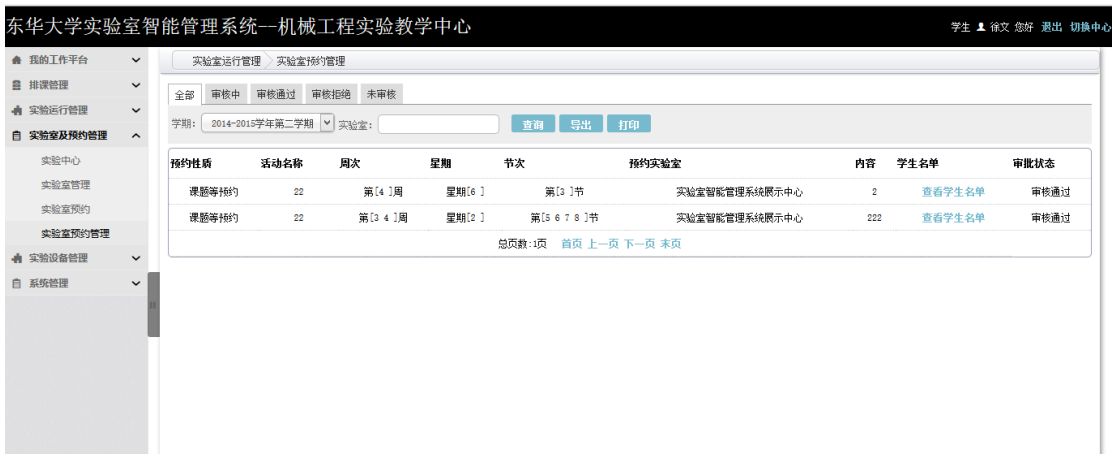 东华大学实验室智能管理系统--机械工程实验教学中心
学生 徐文 您好 退出 切换中心
我的工作平台
排课管理
实验运行管理
实验室及预约管理
实验中心
实验室管理
实验室预约
实验室预约管理
实验设备管理
系统管理
实验室运行管理 实验室预约管理
全部 审核中 审核通过 审核拒绝 未审核
学期: 2014-2015学年第二学期 实验室: 查询 导出 打印
预约性质 活动名称 周次 星期 节次 预约实验室 内容 学生名单 审批状态
课题等预约 22 第[4 ]周 星期[6 ] 第[3 ]节 实验室智能管理系统展示中心 2 查看学生名单 审核通过
课题等预约 22 第[3 4 ]周 星期[2 ] 第[5 6 7 8 ]节 实验室智能管理系统展示中心 222 查看学生名单 审核通过
总页数:1页 首页 上一页 下一页 末页